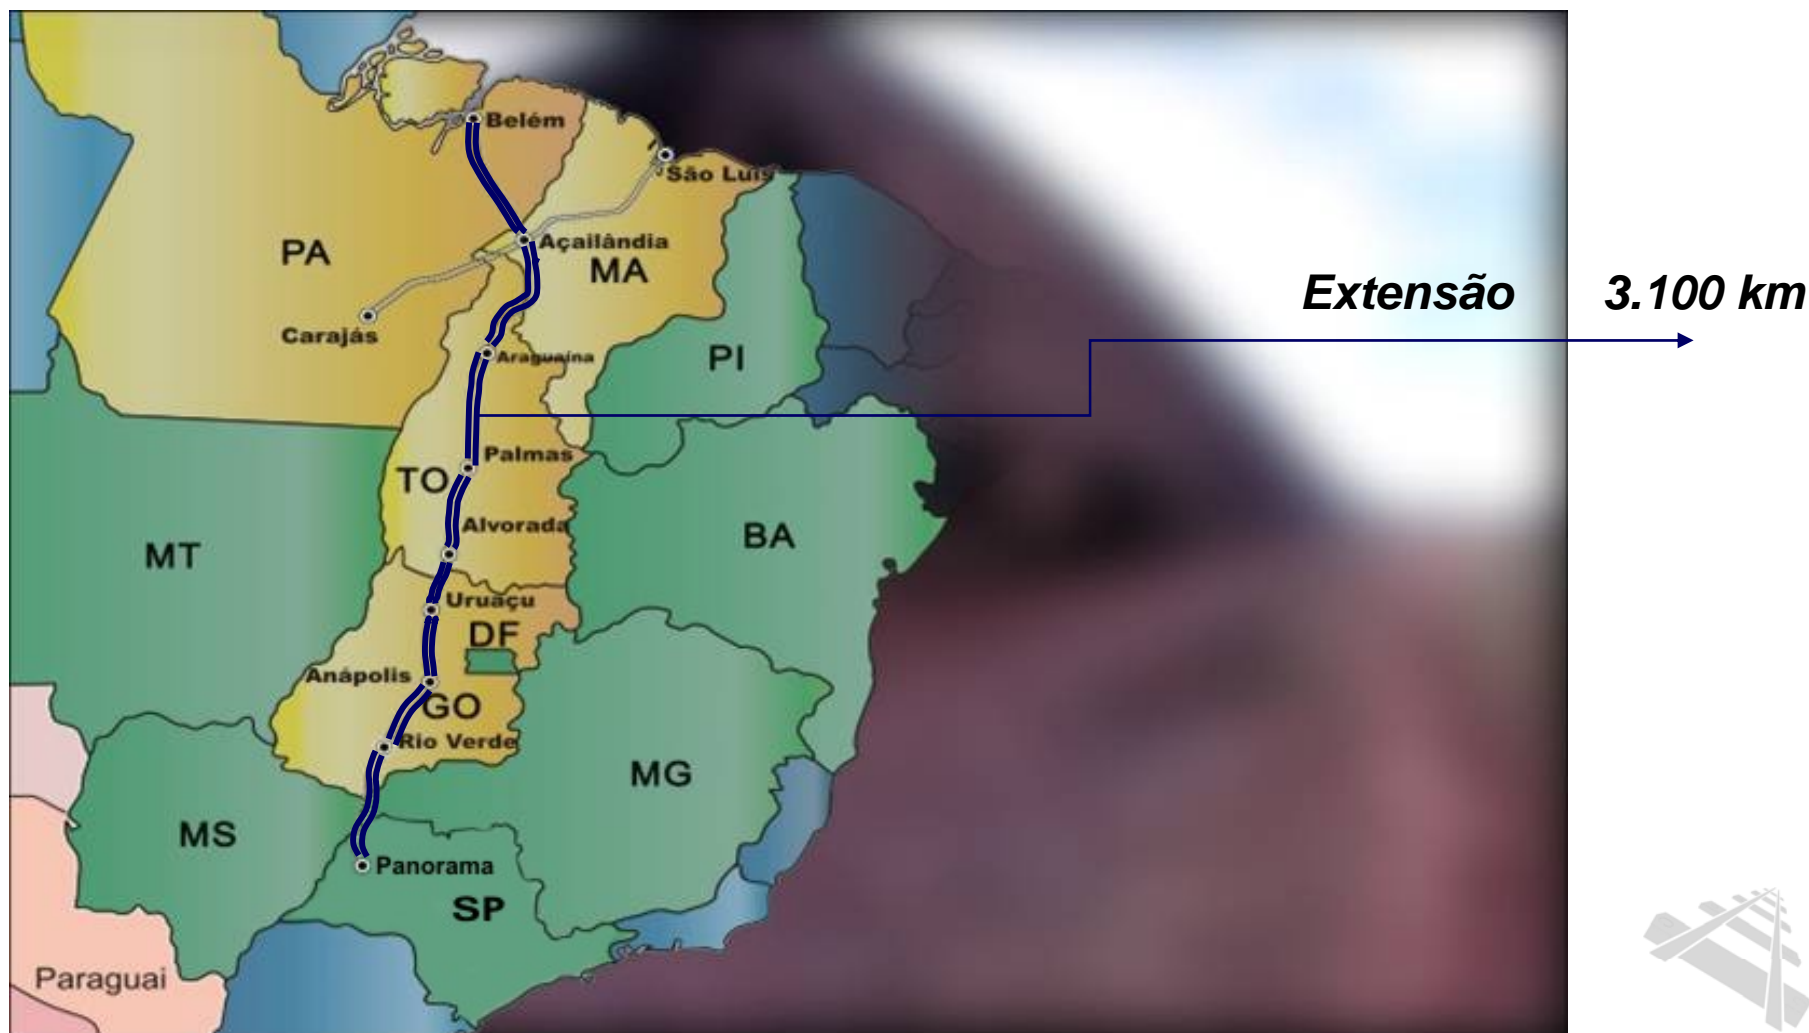 Belém
São Luís
Açailândia
PA
MA
Extensão 3.100 km
Carajás
Araguaína
PI
Palmas
TO
Alvorada
BA
MT
Uruaçu
DF
Anápolis
GO
Rio Verde
MG
MS
Panorama
SP
Paraguai